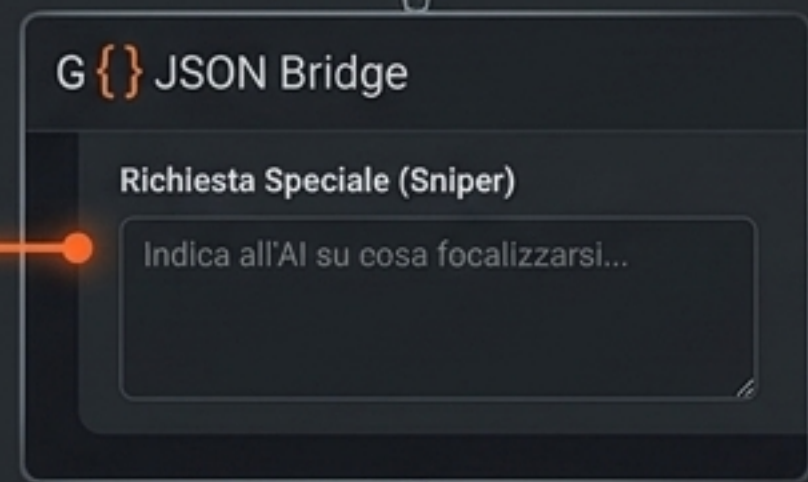 G{} JSON Bridge
Richiesta Speciale (Sniper)
Indica all'AI su cosa focalizzarsi...